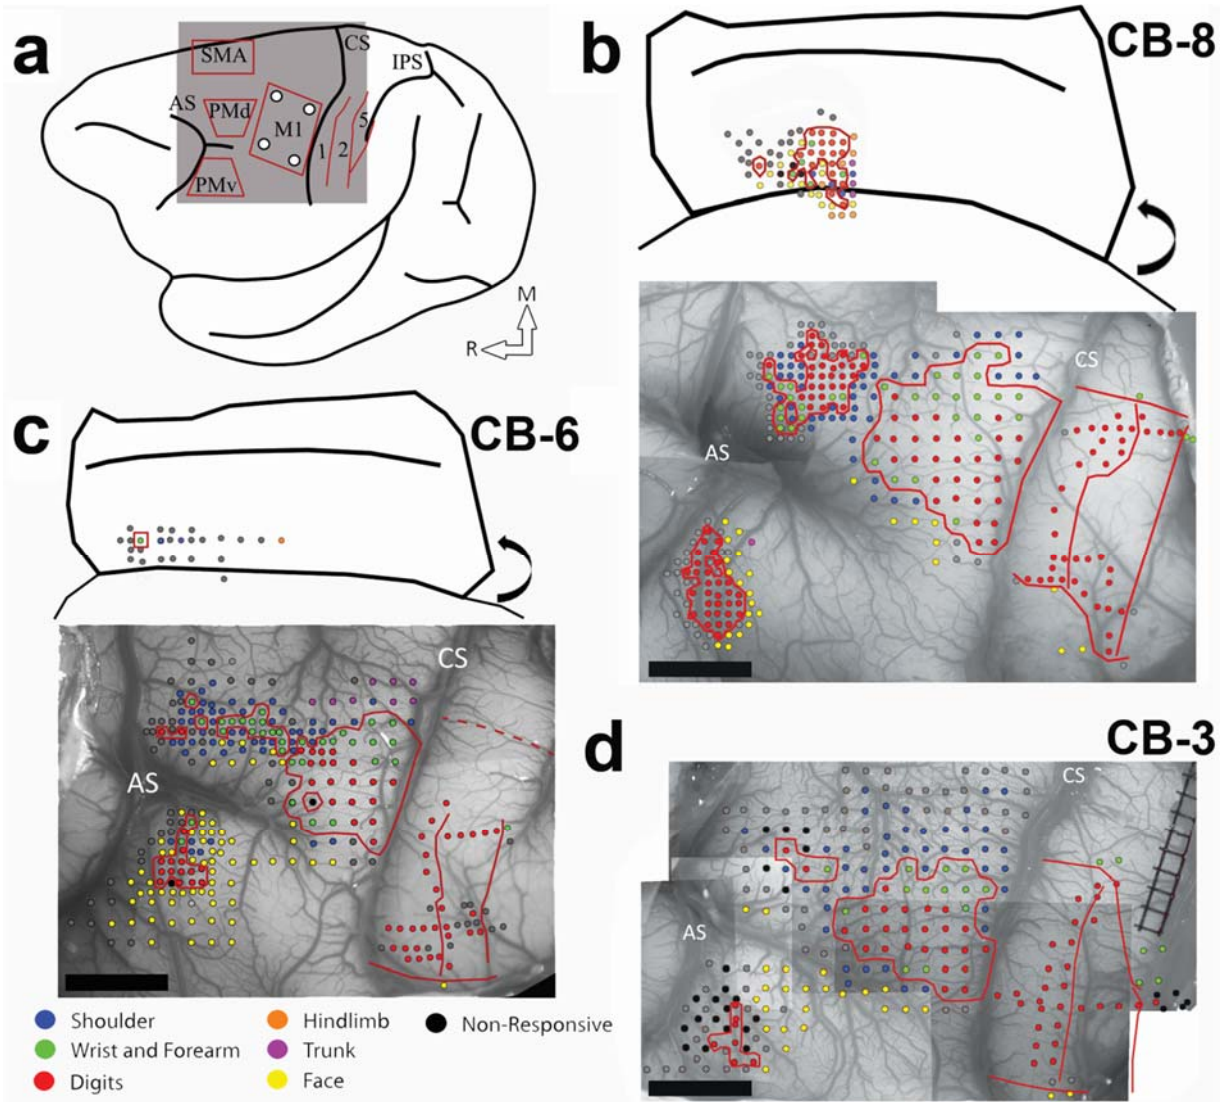 a
SMA
CS
IPS
AS
PMd
M1
5
1
2
PMv
M
R
b
CB-8
CS
AS
c
CB-6
CS
AS
d
CB-3
CS
AS
Shoulder
Hindlimb
Non-Responsive
Wrist and Forearm
Trunk
Digits
Face